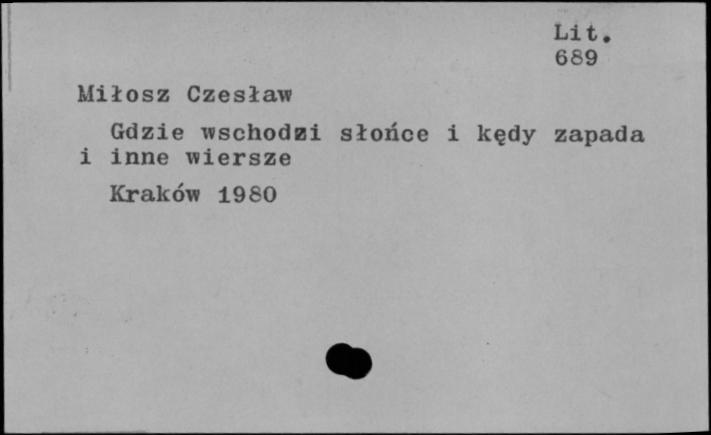 Lit.
689
Miłosz Czesław
Gdzie wschodzi słońce i kędy zapada
i inne wiersze
Kraków 1980